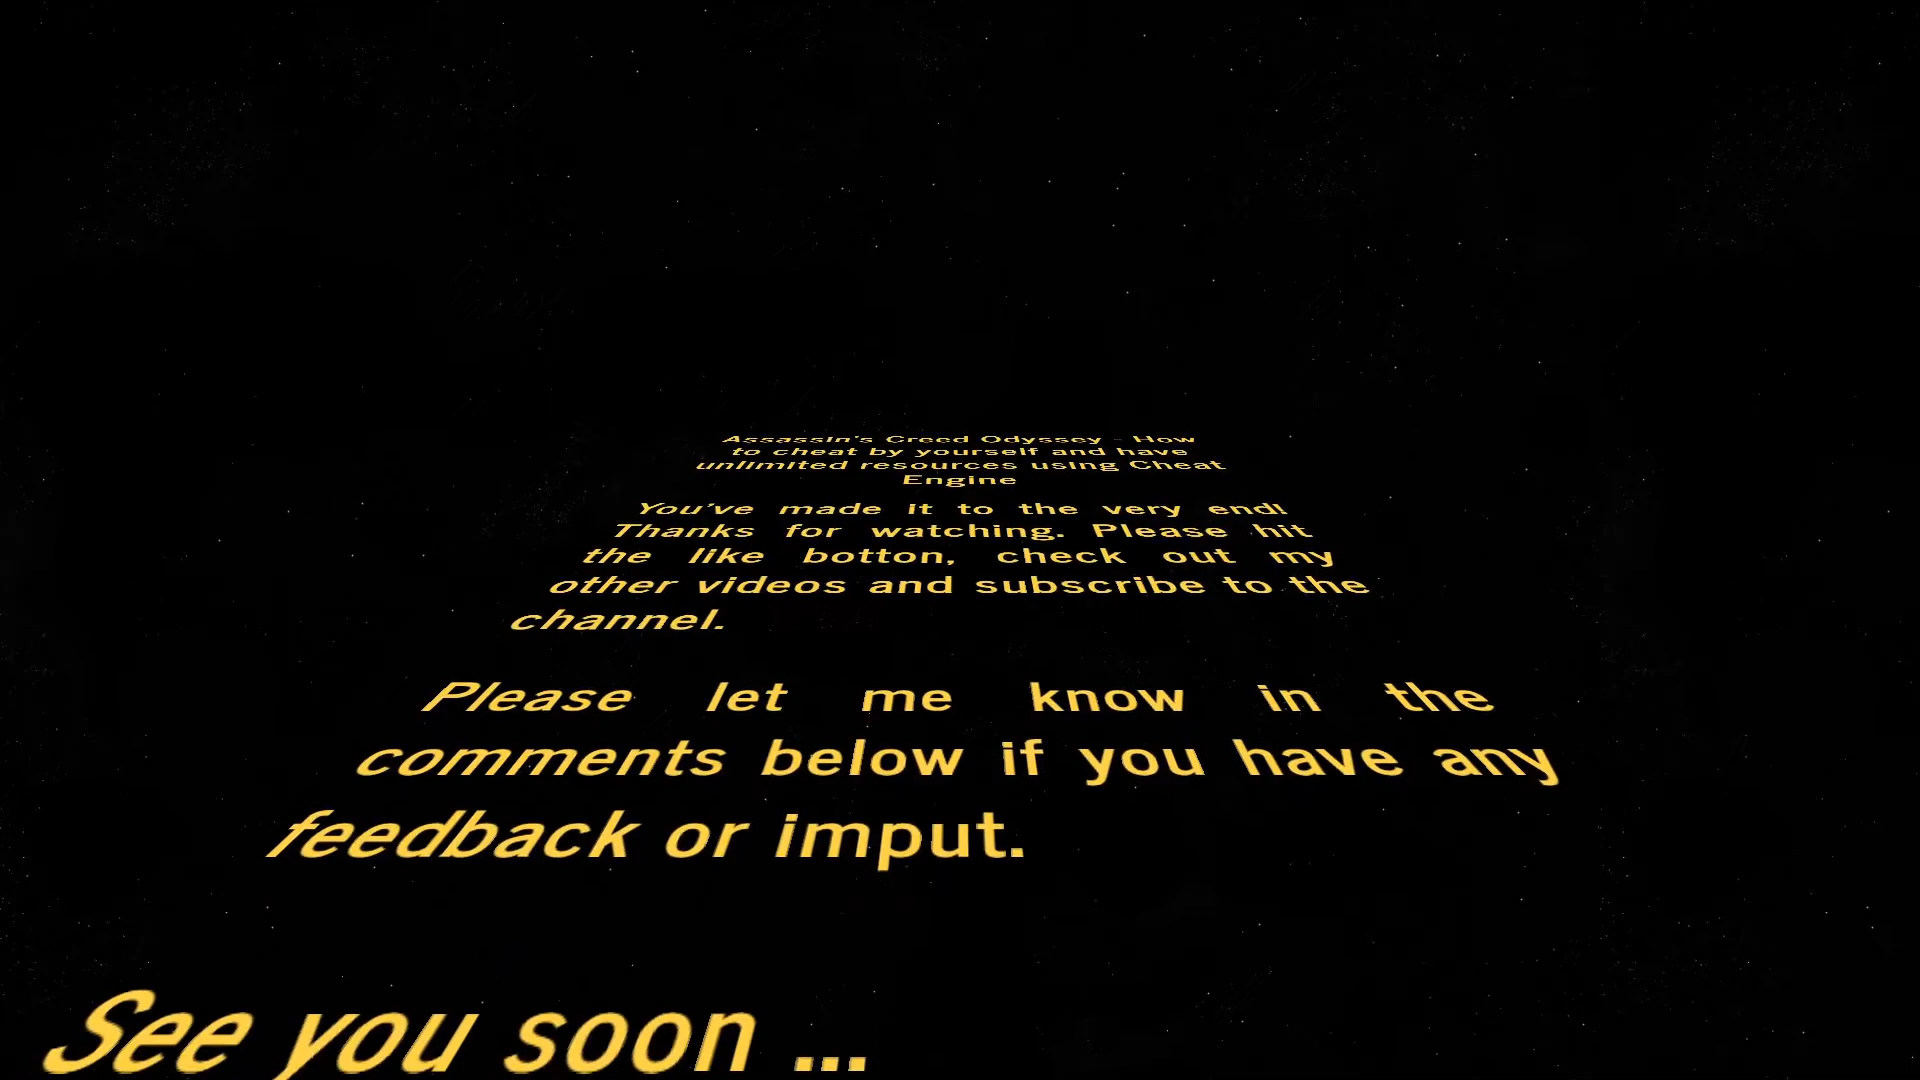 Assassin's Creed Odyssey - How
to cheat by yourself and have
unlimited resources using Cheat
Engine
You've made it to the very end!
Thanks for watching. Please hit
the like botton, check out my
other videos and subscribe to the
channel.
Please let me know in the
comments below if you have any
feedback or imput.
See you soon ...